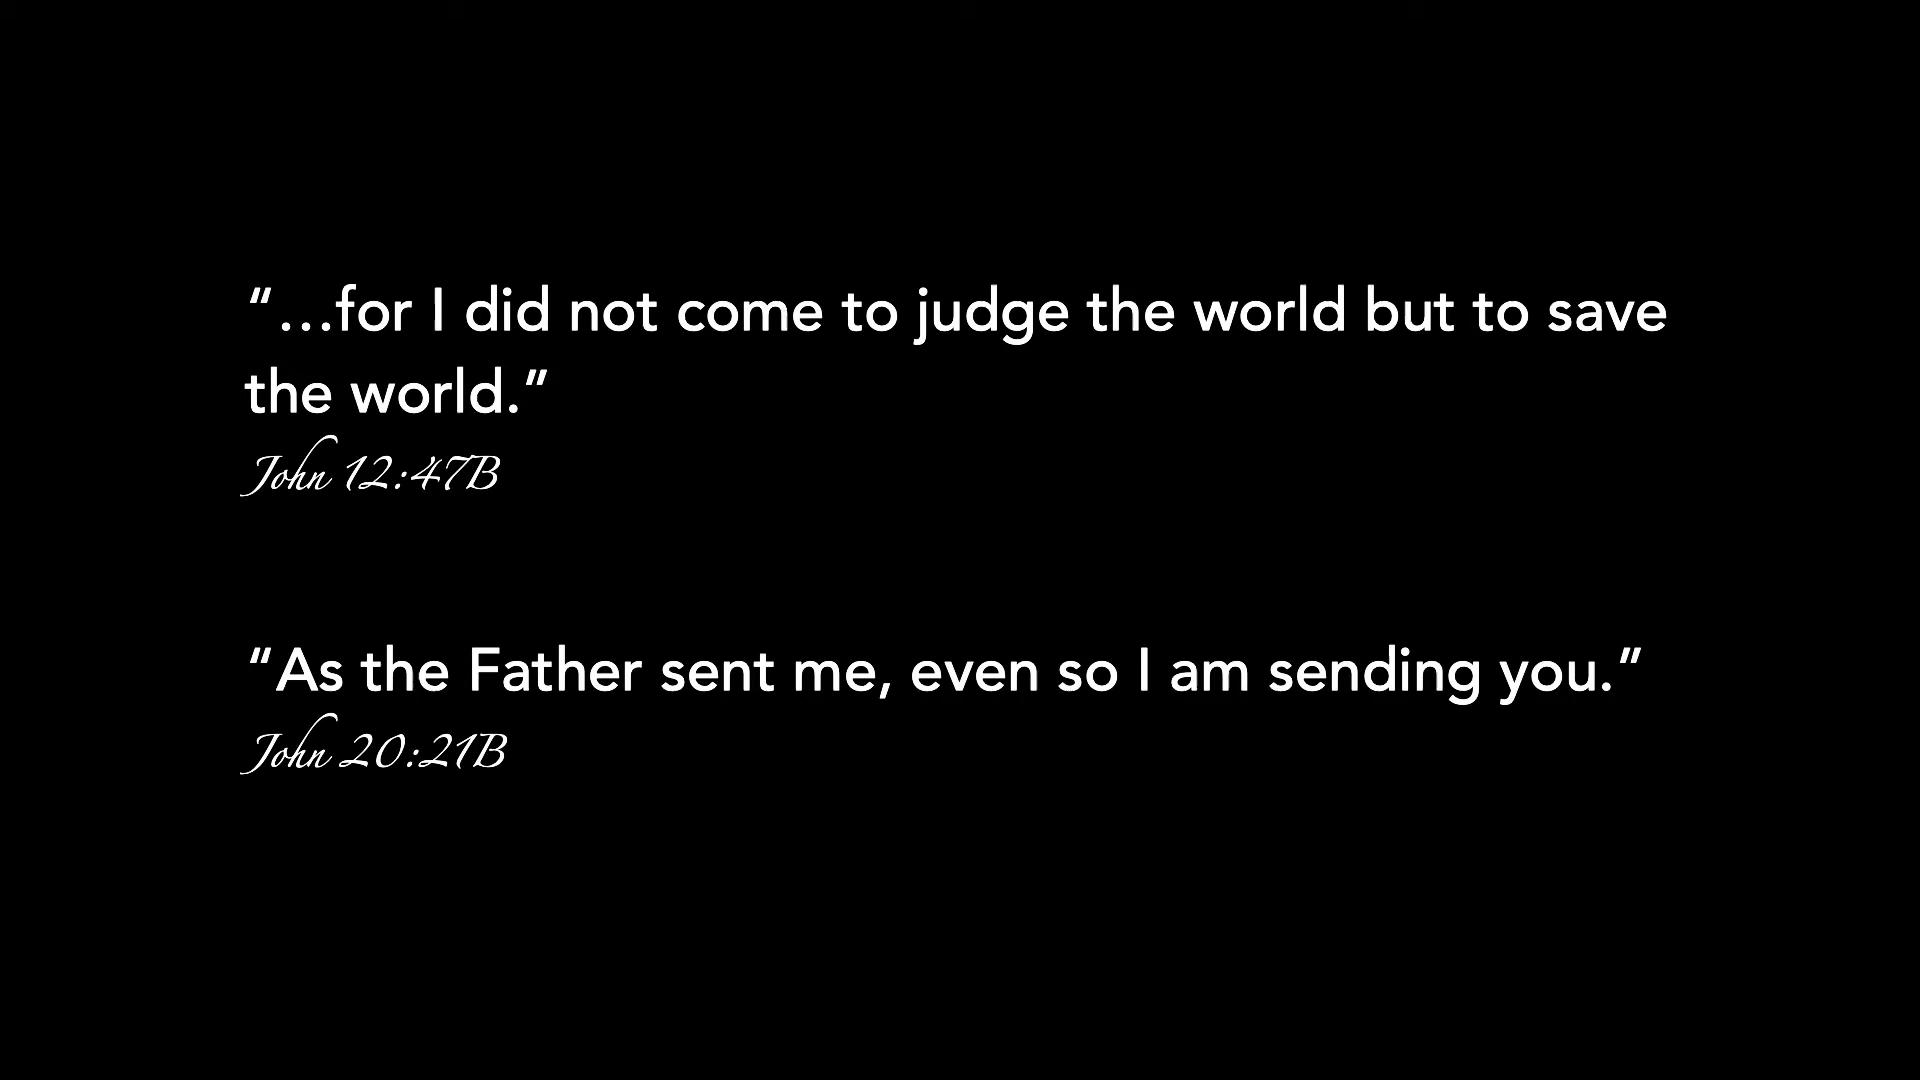 “…for I did not come to judge the world but to save
the world.”
John 12:47B
“As the Father sent me, even so I am sending you.”
John 20:21B